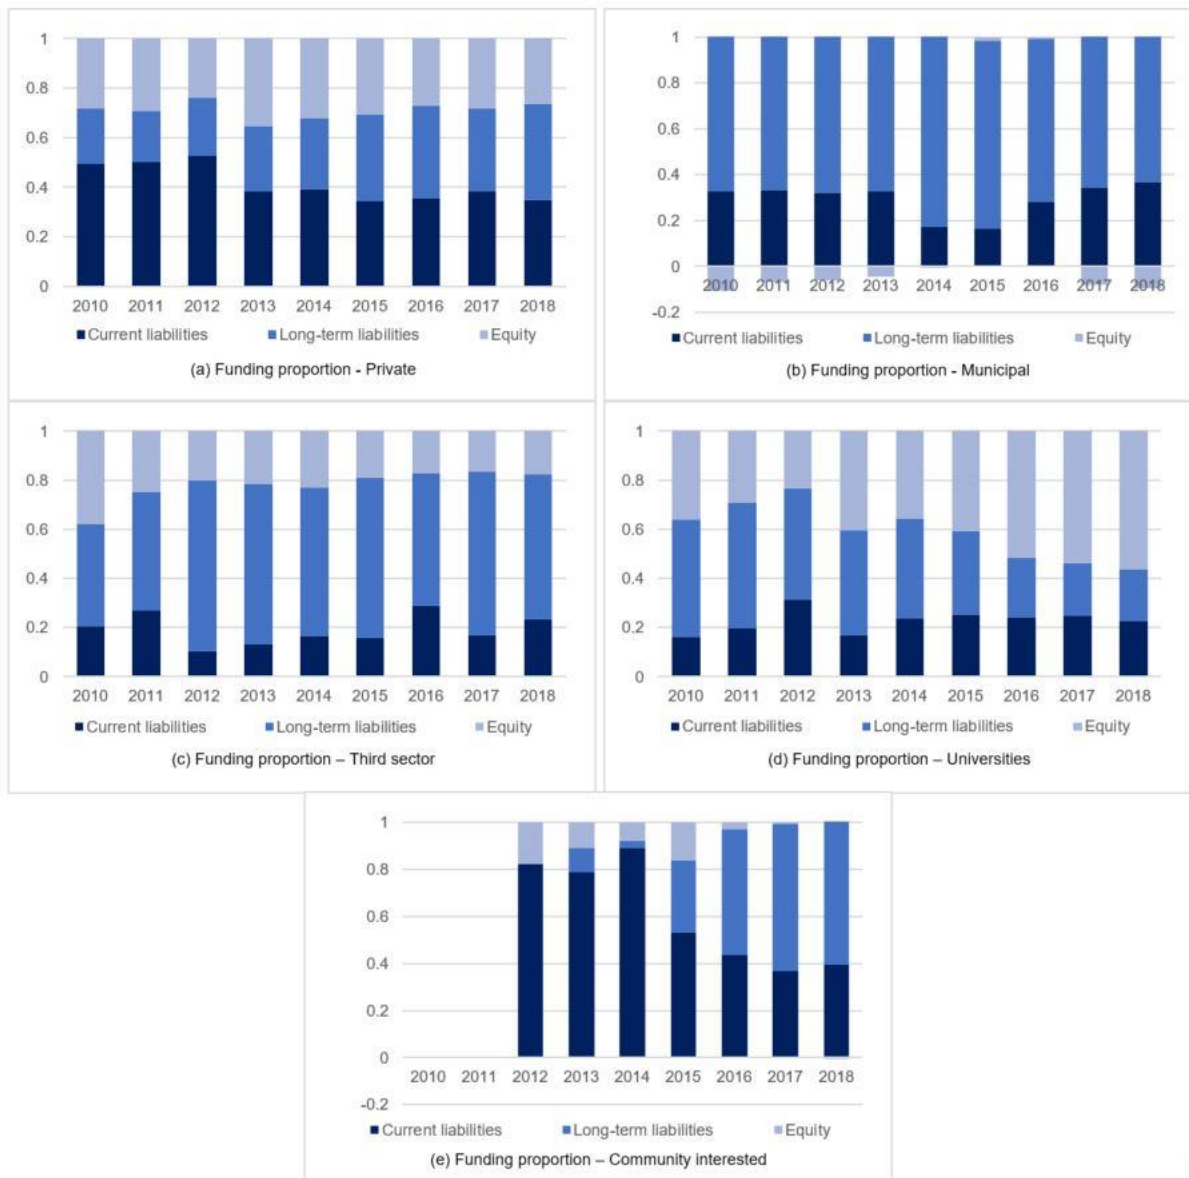 1
0.8
0.6
0.4
0.2
0
2010 2011 2012 2013 2014 2015 2016 2017 2018
Current liabilities Long-term liabilities Equity
(a) Funding proportion - Private
1
0.8
0.6
0.4
0.2
0
2010 2011 2012 2013 2014 2015 2016 2017 2018
-0.2
Current liabilities Long-term liabilities Equity
(b) Funding proportion - Municipal
1
0.8
0.6
0.4
0.2
0
2010 2011 2012 2013 2014 2015 2016 2017 2018
Current liabilities Long-term liabilities Equity
(c) Funding proportion – Third sector
1
0.8
0.6
0.4
0.2
0
2010 2011 2012 2013 2014 2015 2016 2017 2018
Current liabilities Long-term liabilities Equity
(d) Funding proportion – Universities
1
0.8
0.6
0.4
0.2
0
2010 2011 2012 2013 2014 2015 2016 2017 2018
-0.2
Current liabilities Long-term liabilities Equity
(e) Funding proportion – Community interested